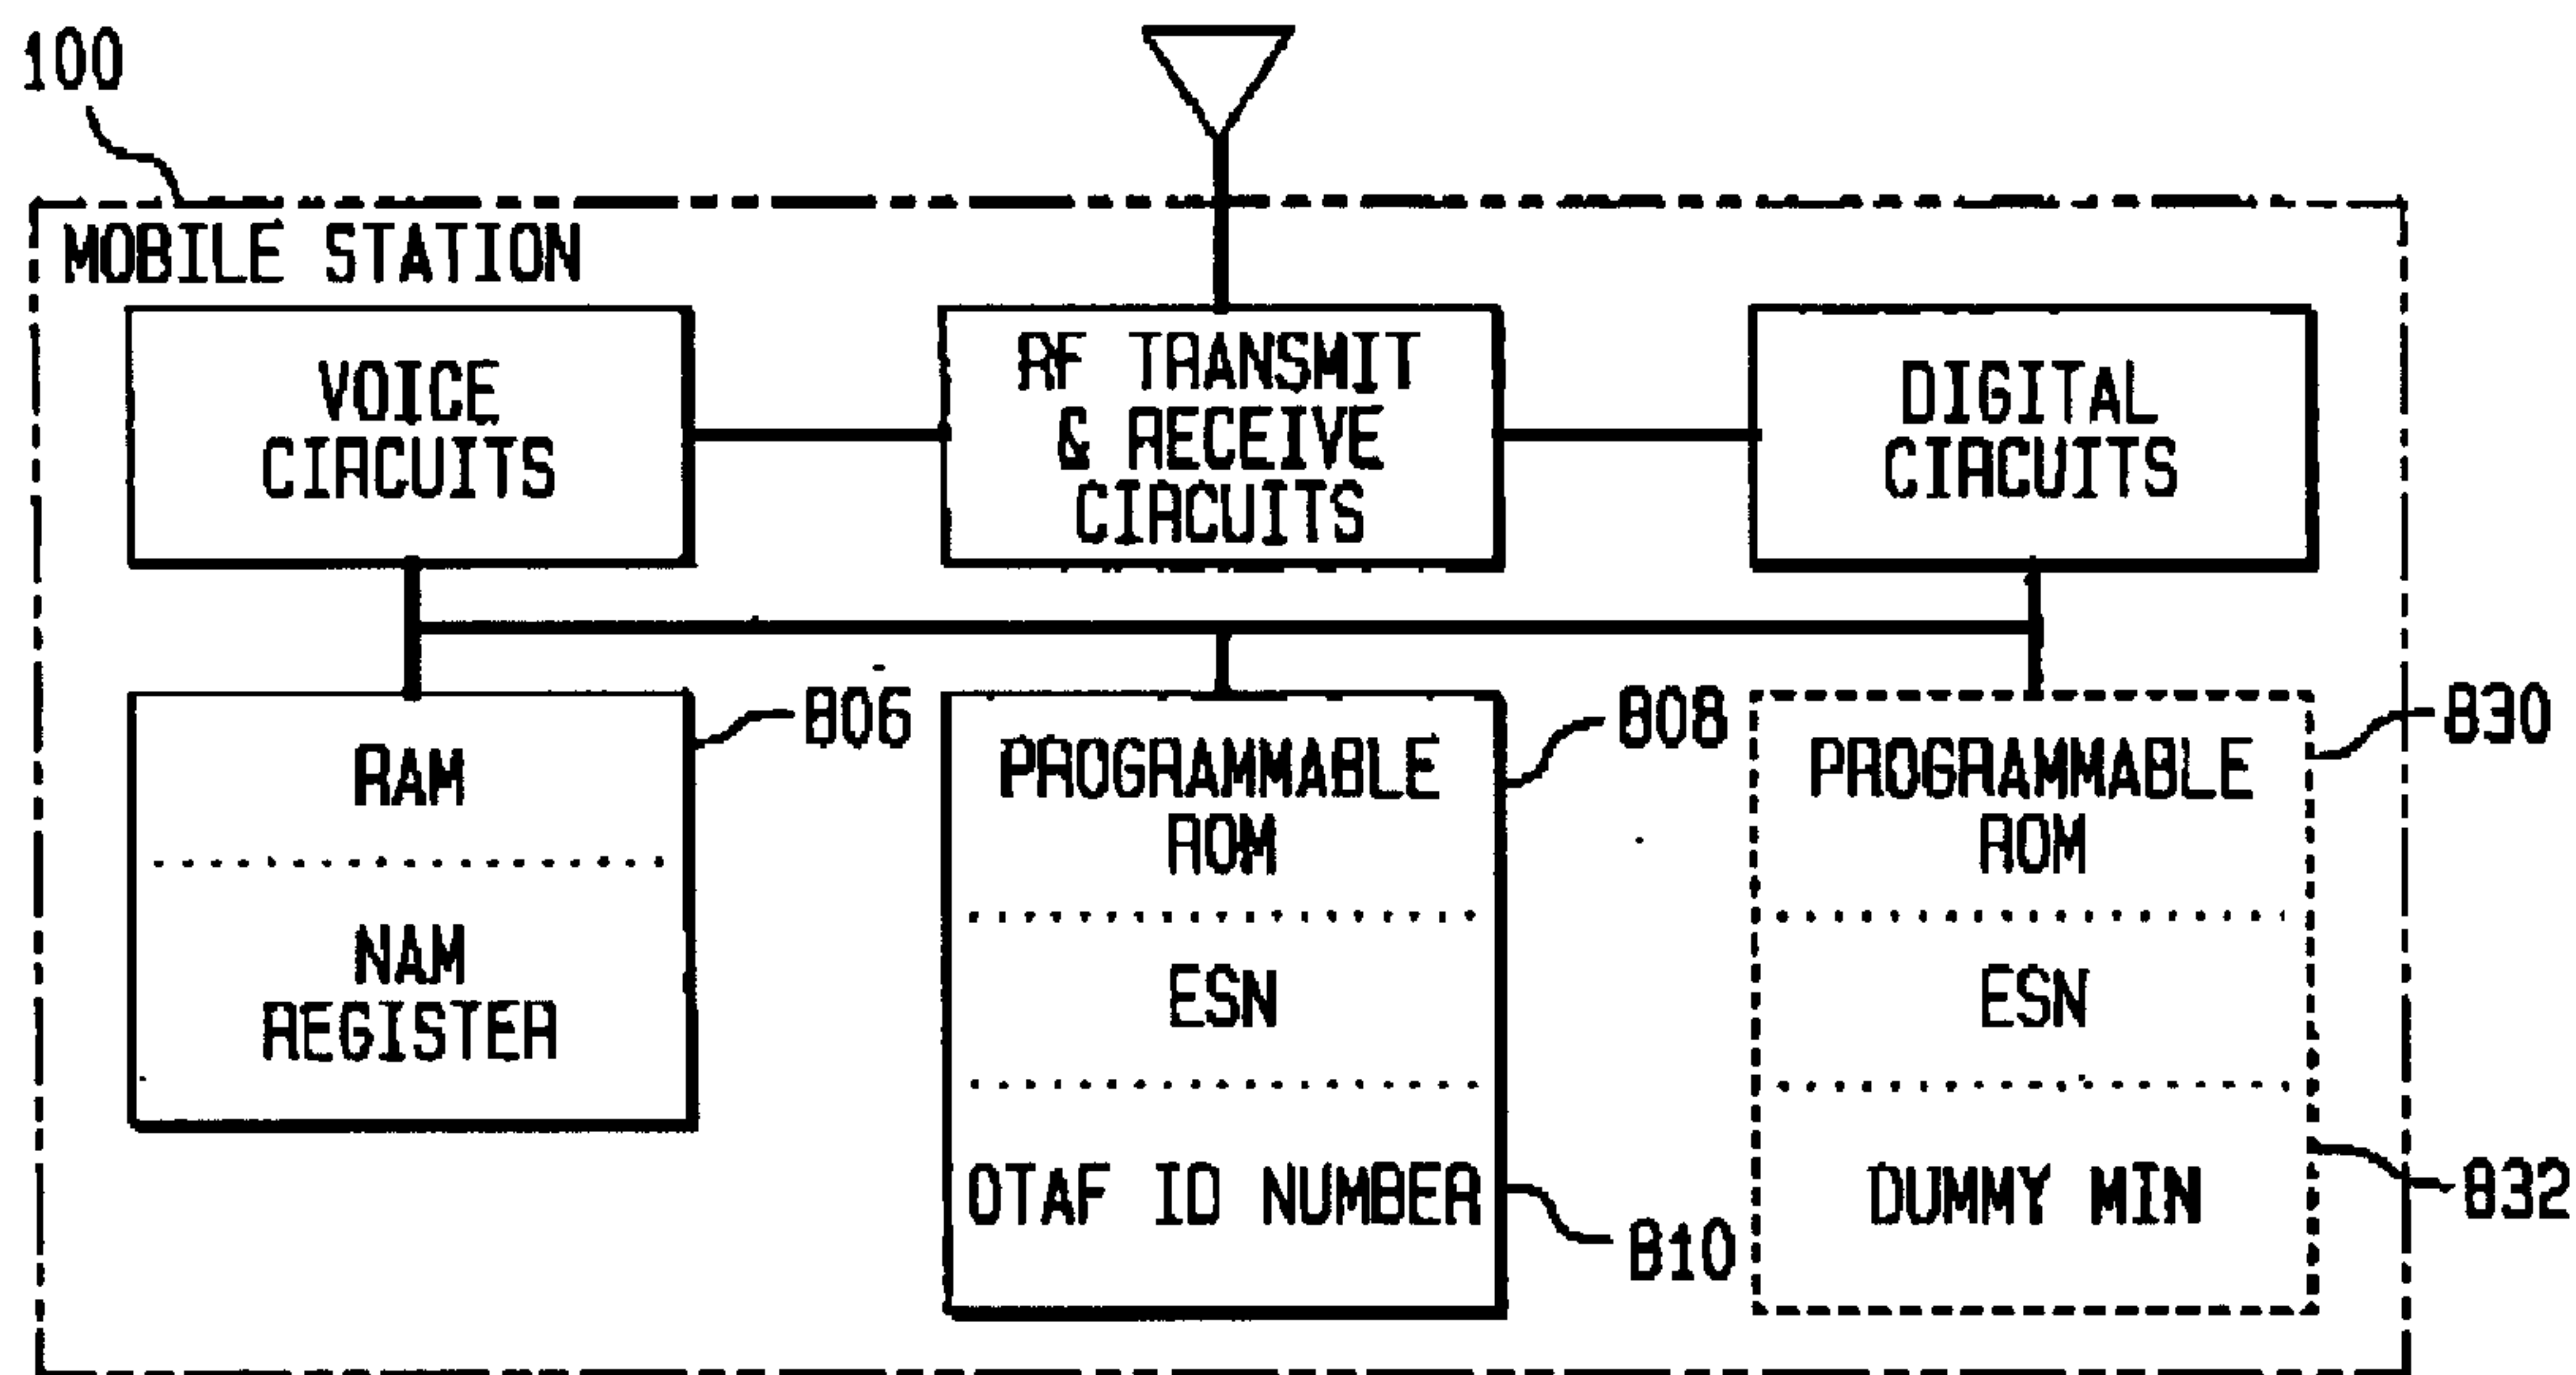 100
MOBILE STATION
VOICE
CIRCUITS
RF TRANSMIT
& RECEIVE
CIRCUITS
DIGITAL
CIRCUITS
RAM
NAM
REGISTER
806
PROGRAMMABLE
ROM
ESN
OTAF ID NUMBER
808
810
PROGRAMMABLE
ROM
ESN
DUMMY MIN
830
832